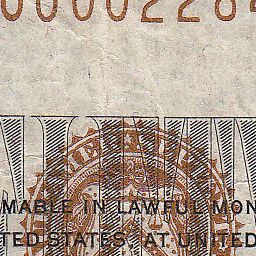 00002284
MABLE IN LAWFUL MON
TED STATES, AT UNITED